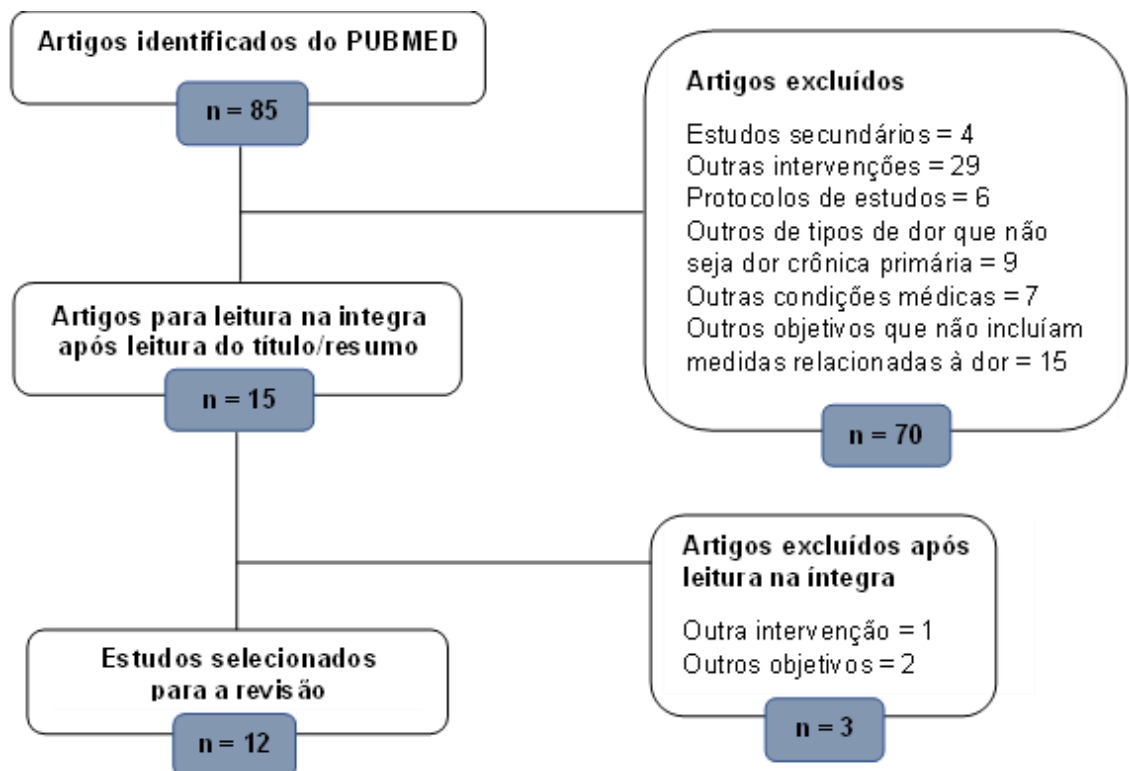 Artigos identificados do PUBMED
n = 85
Artigos excluídos
Estudos secundários = 4
Outras intervenções = 29
Protocolos de estudos = 6
Outros de tipos de dor que não
seja dor crônica primária = 9
Outras condições médicas = 7
Outros objetivos que não incluíam
medidas relacionadas à dor = 15
n = 70
Artigos para leitura na integra
após leitura do título/resumo
n = 15
Artigos excluídos após
leitura na íntegra
Outra intervenção = 1
Outros objetivos = 2
n = 3
Estudos selecionados
para a revisão
n = 12